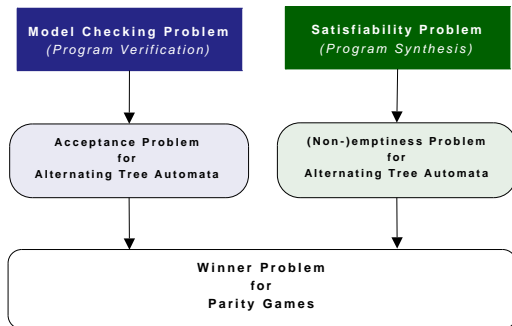 Model Checking Problem
(Program Verification)
Satisfiability Problem
(Program Synthesis)
Acceptance Problem
for
Alternating Tree Automata
(Non-)emptiness Problem
for
Alternating Tree Automata
Winner Problem
for
Parity Games